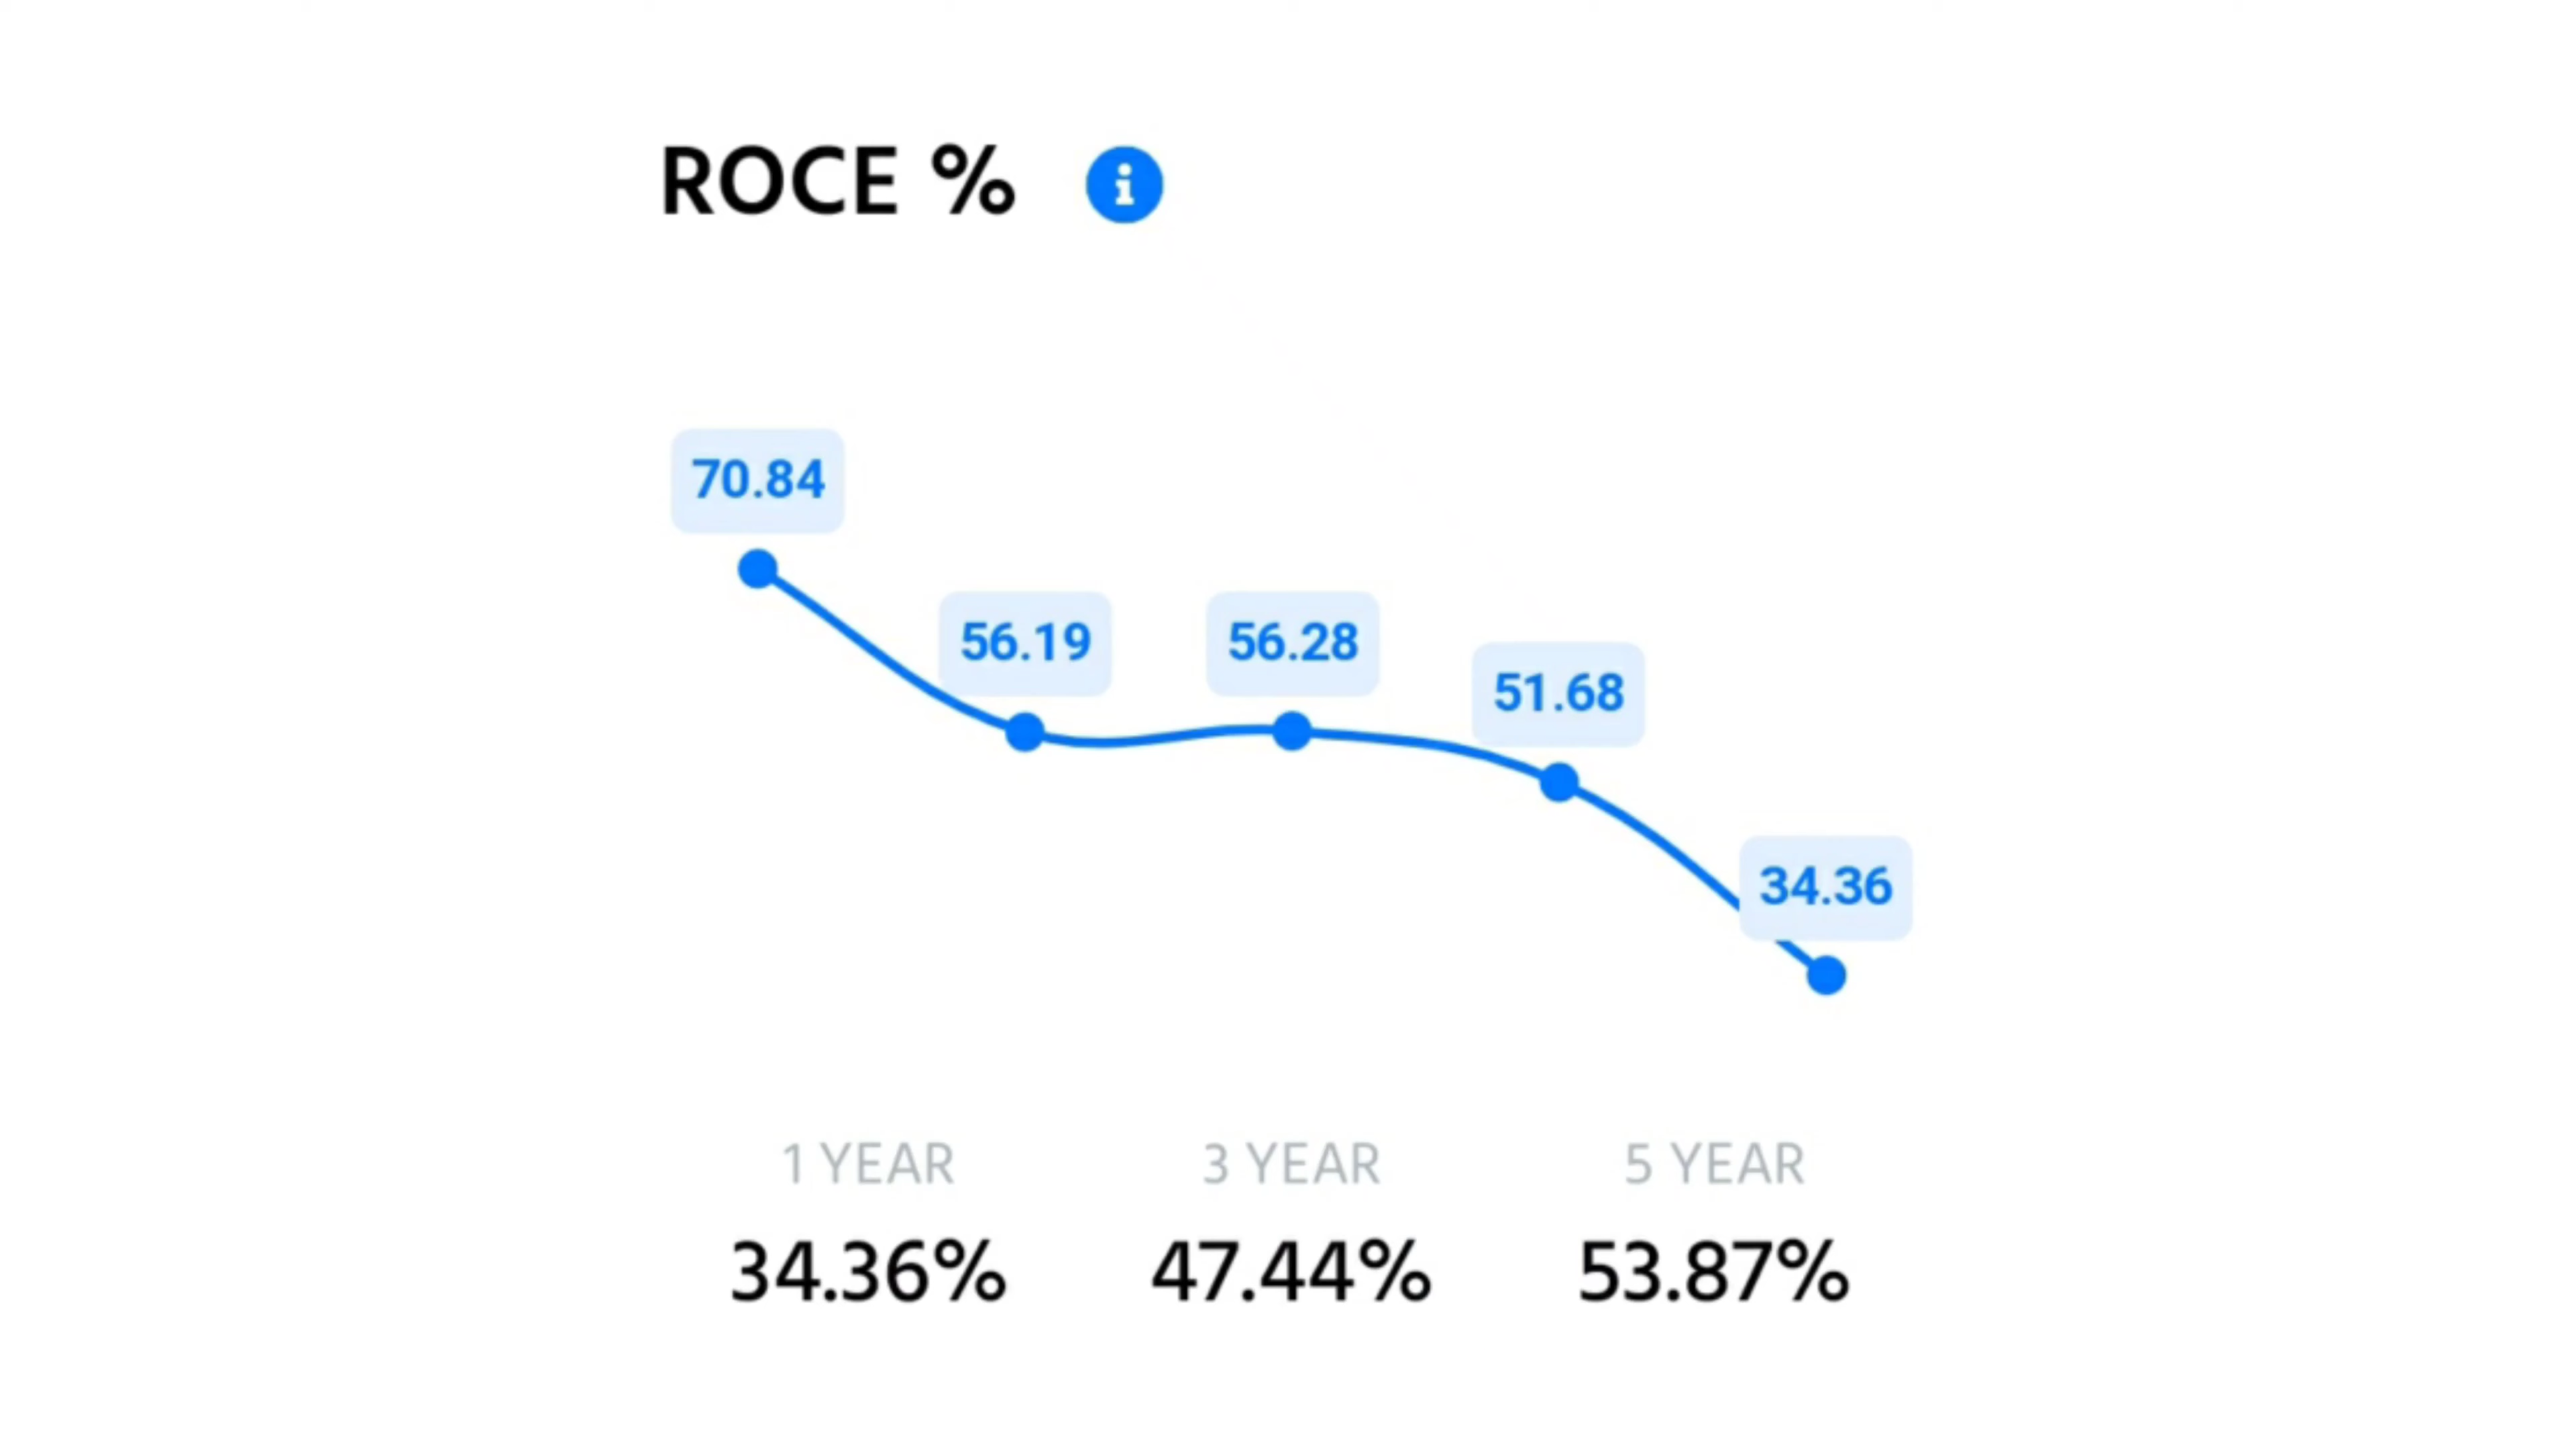 ROCE %
70.84
56.19
56.28
51.68
34.36
1 YEAR
3 YEAR
5 YEAR
34.36%
47.44%
53.87%